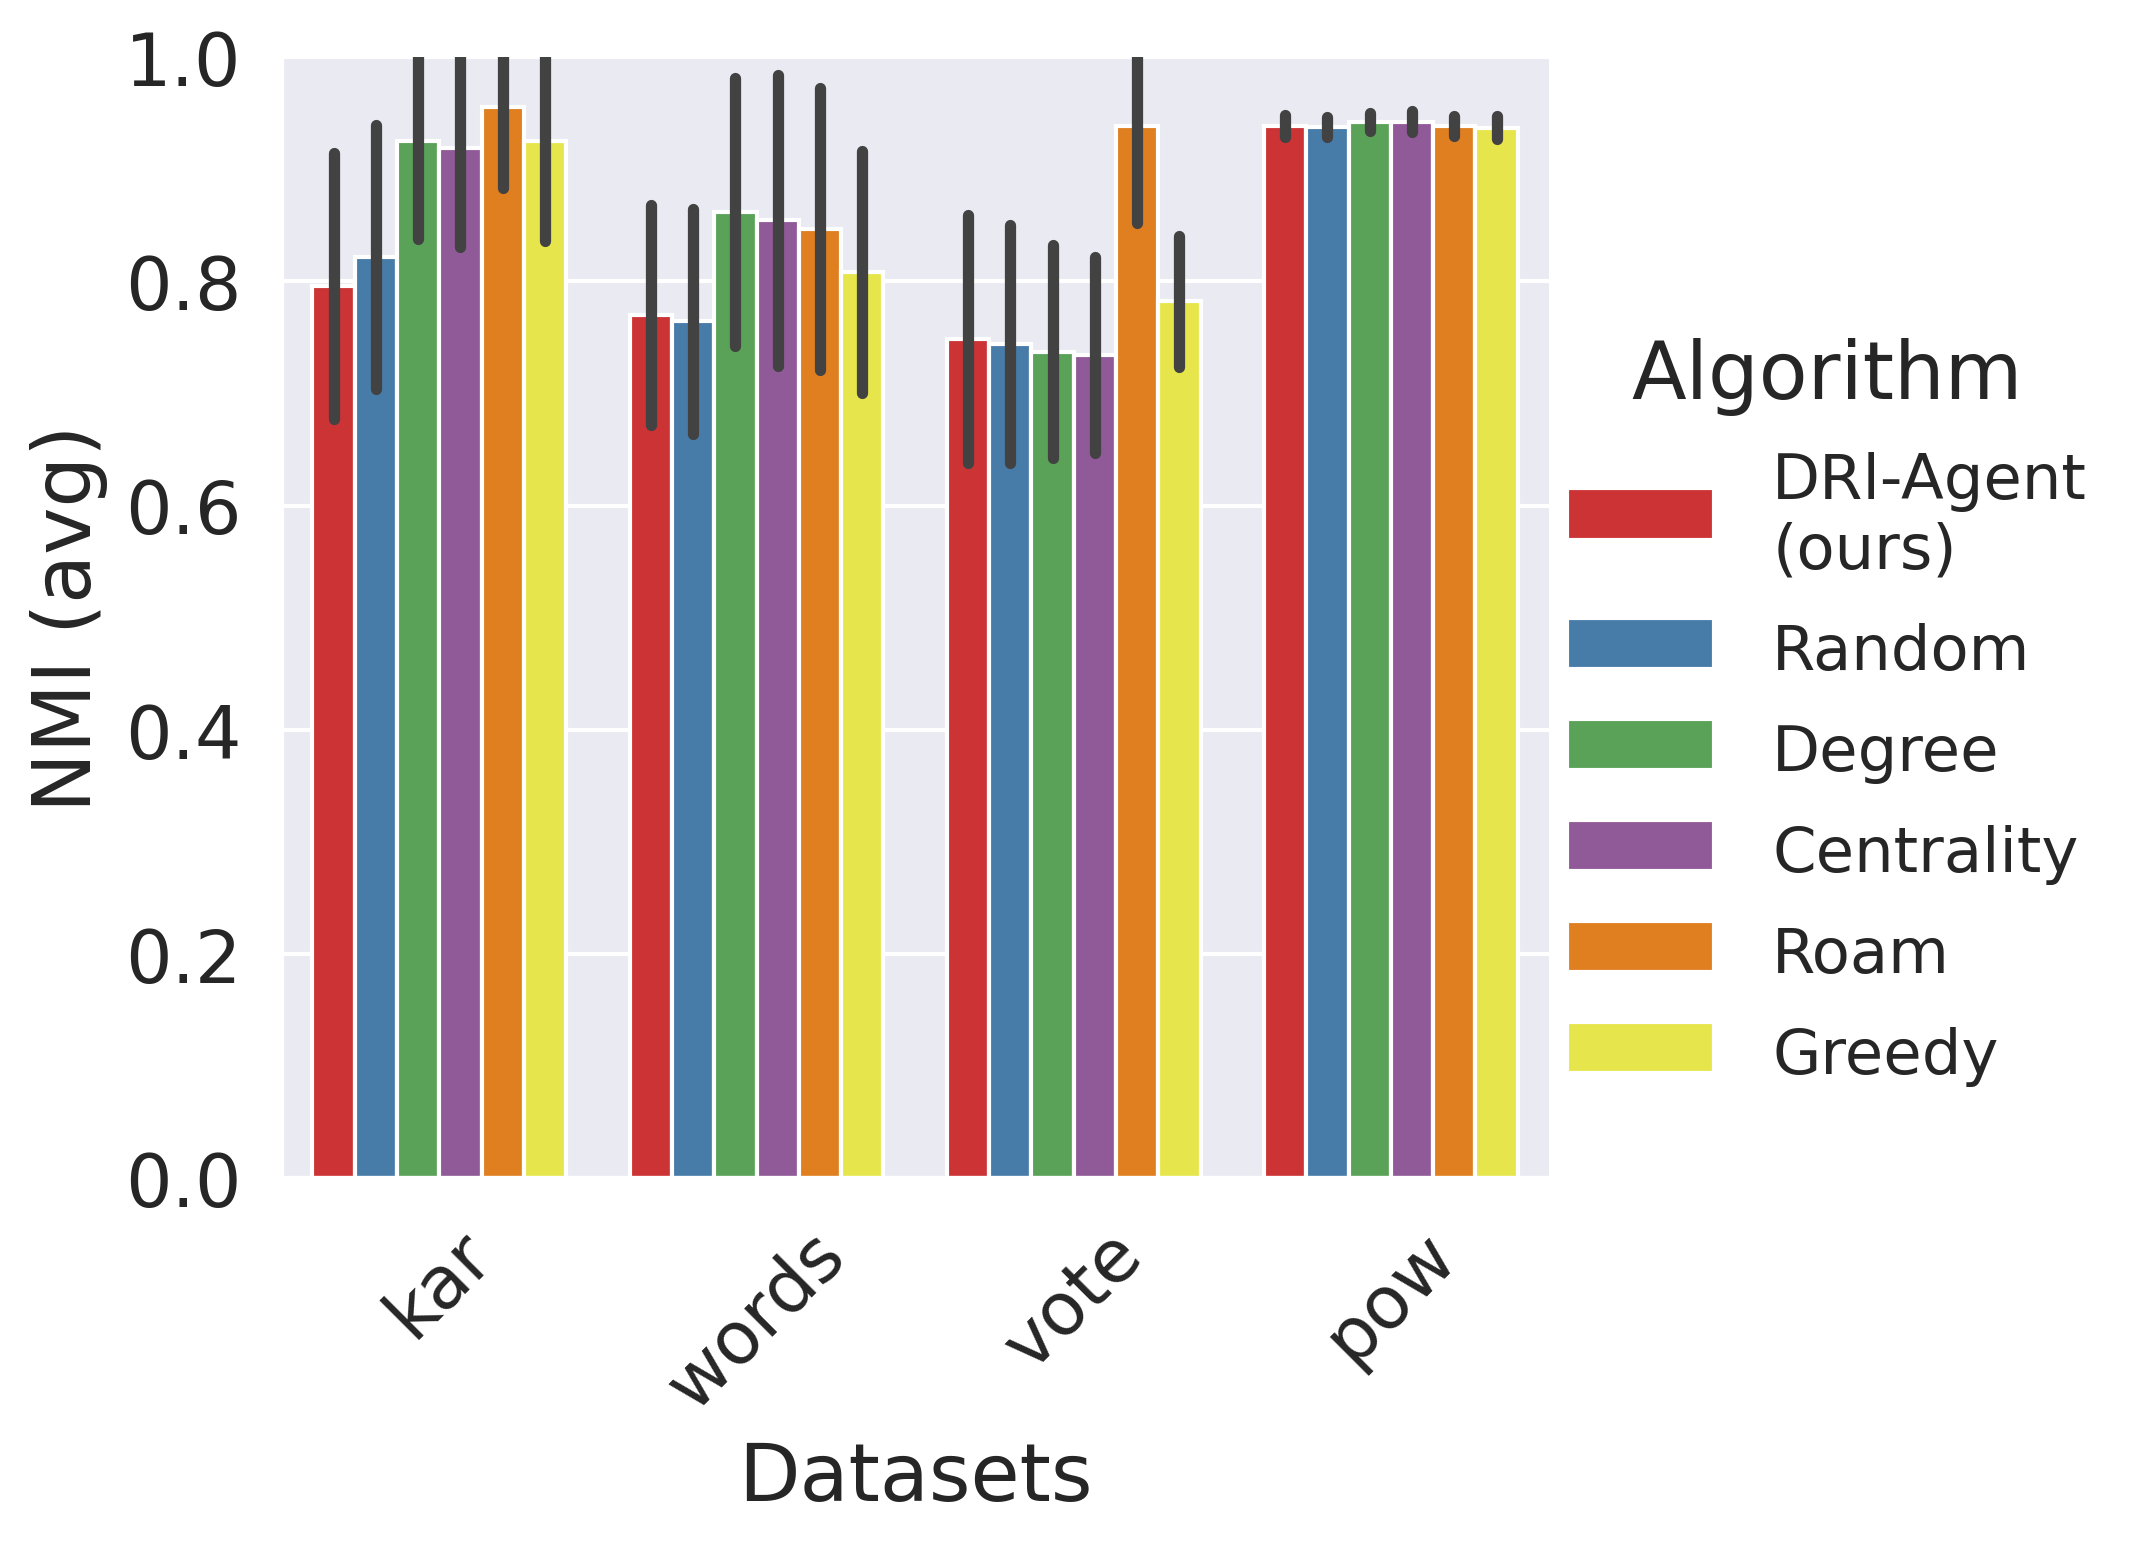 1.0
0.8
0.6
0.4
0.2
0.0
NMI (avg)
kar
words
vote
pow
Datasets
Algorithm
DRl-Agent
(ours)
Random
Degree
Centrality
Roam
Greedy